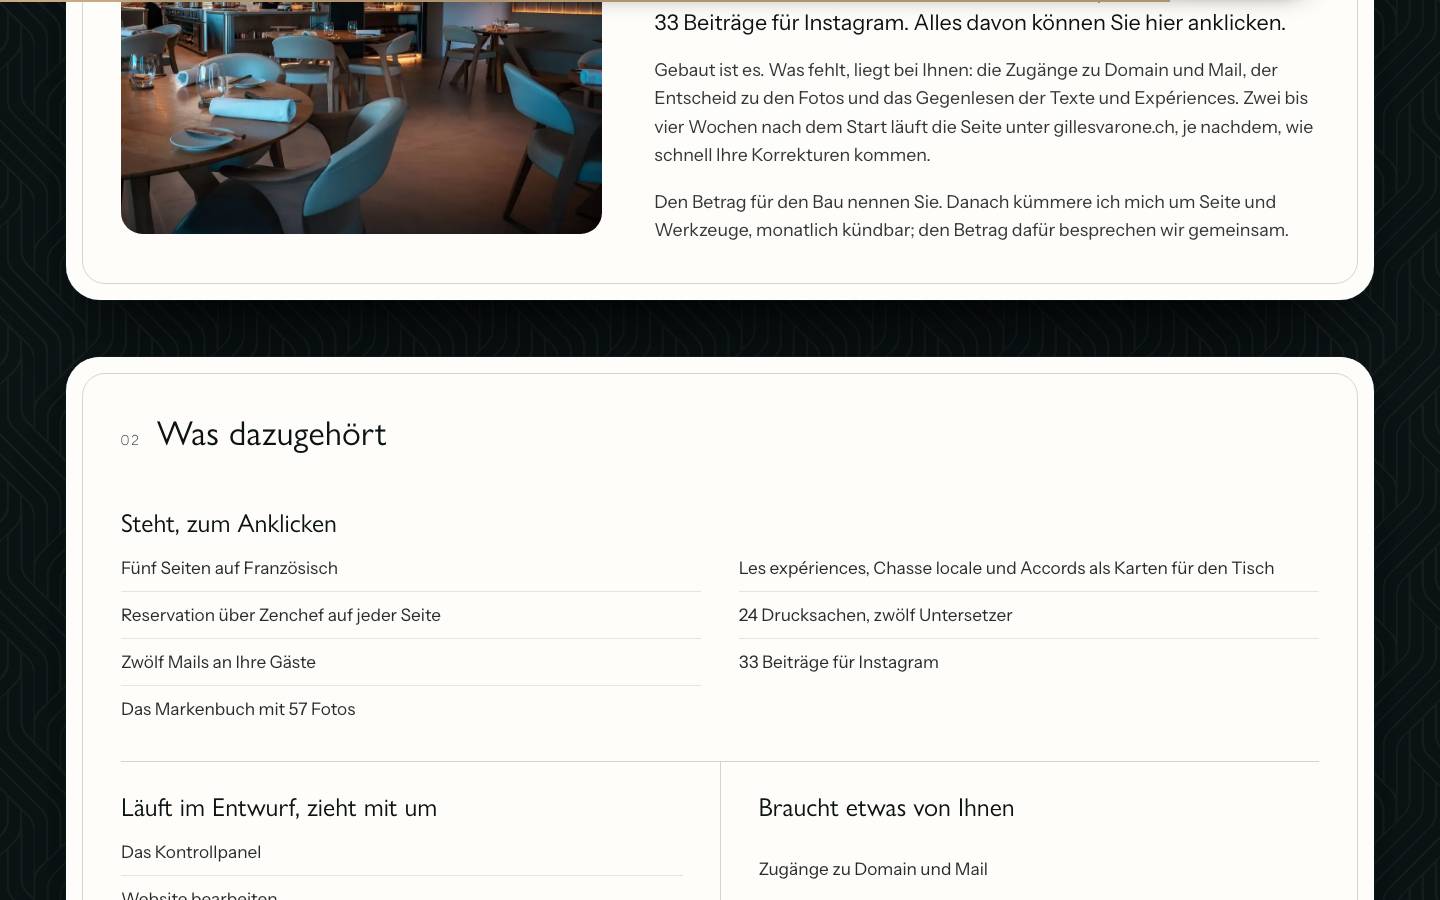 33 Beiträge für Instagram. Alles davon können Sie hier anklicken.
Gebaut ist es. Was fehlt, liegt bei Ihnen: die Zugänge zu Domain und Mail, der
Entscheid zu den Fotos und das Gegenlesen der Texte und Expériences. Zwei bis
vier Wochen nach dem Start läuft die Seite unter gillesvarone.ch, je nachdem, wie
schnell Ihre Korrekturen kommen.
Den Betrag für den Bau nennen Sie. Danach kümmere ich mich um Seite und
Werkzeuge, monatlich kündbar; den Betrag dafür besprechen wir gemeinsam.
02 Was dazugehört
Steht, zum Anklicken
Fünf Seiten auf Französisch
Reservation über Zenchef auf jeder Seite
Zwölf Mails an Ihre Gäste
Das Markenbuch mit 57 Fotos
Les expériences, Chasse locale und Accords als Karten für den Tisch
24 Drucksachen, zwölf Untersetzer
33 Beiträge für Instagram
Läuft im Entwurf, zieht mit um
Das Kontrollpanel
Website bearbeiten
Braucht etwas von Ihnen
Zugänge zu Domain und Mail